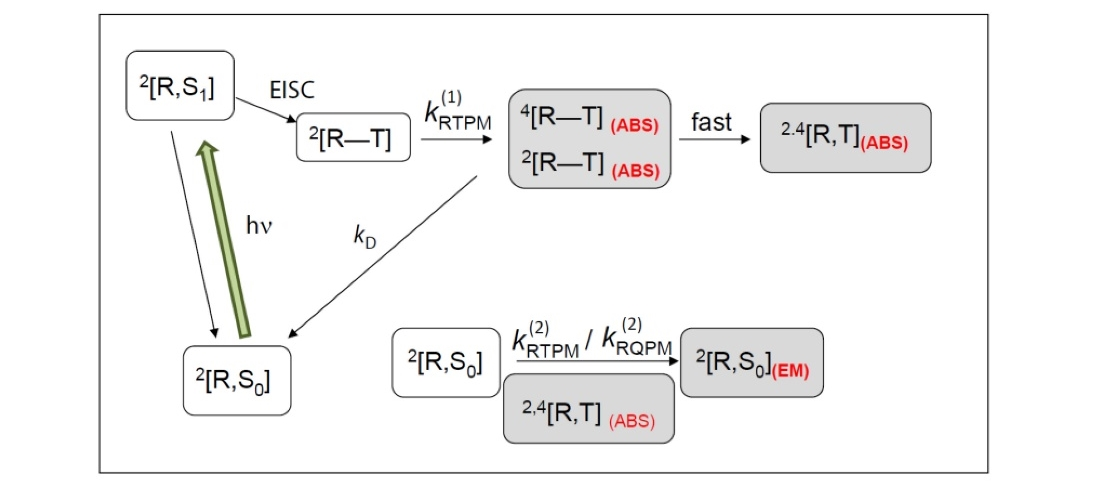 ²[R,S₁]
EISC
²[R—T]
k⁽¹⁾RTPM
⁴[R—T] (ABS)
²[R—T] (ABS)
fast
2.4[R,T](ABS)
hν
kD
²[R,S₀]
²[R,S₀]
k⁽²⁾RTPM / k⁽²⁾RQPM
²[R,S₀](EM)
2,4[R,T] (ABS)